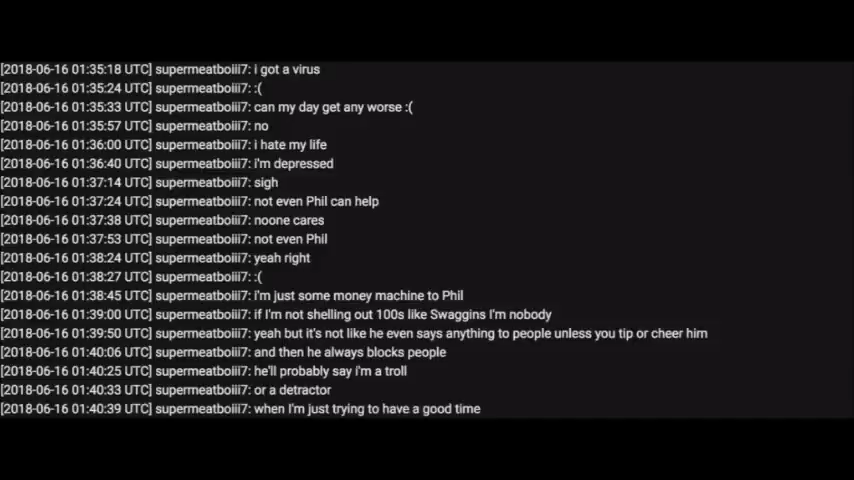 [2018-06-16 01:35:18 UTC] supermeatboiii7: i got a virus
[2018-06-16 01:35:24 UTC] supermeatboiii7: :(
[2018-06-16 01:35:33 UTC] supermeatboiii7: can my day get any worse :(
[2018-06-16 01:35:57 UTC] supermeatboiii7: no
[2018-06-16 01:36:00 UTC] supermeatboiii7: i hate my life
[2018-06-16 01:36:40 UTC] supermeatboiii7: i'm depressed
[2018-06-16 01:37:14 UTC] supermeatboiii7: sigh
[2018-06-16 01:37:24 UTC] supermeatboiii7: not even Phil can help
[2018-06-16 01:37:38 UTC] supermeatboiii7: noone cares
[2018-06-16 01:37:53 UTC] supermeatboiii7: not even Phil
[2018-06-16 01:38:24 UTC] supermeatboiii7: yeah right
[2018-06-16 01:38:27 UTC] supermeatboiii7: :(
[2018-06-16 01:38:45 UTC] supermeatboiii7: i'm just some money machine to Phil
[2018-06-16 01:39:00 UTC] supermeatboiii7: if I'm not shelling out 100s like Swaggins I'm nobody
[2018-06-16 01:39:50 UTC] supermeatboiii7: yeah but it's not like he even says anything to people unless you tip or cheer him
[2018-06-16 01:40:06 UTC] supermeatboiii7: and then he always blocks people
[2018-06-16 01:40:25 UTC] supermeatboiii7: he'll probably say i'm a troll
[2018-06-16 01:40:33 UTC] supermeatboiii7: or a detractor
[2018-06-16 01:40:39 UTC] supermeatboiii7: when I'm just trying to have a good time